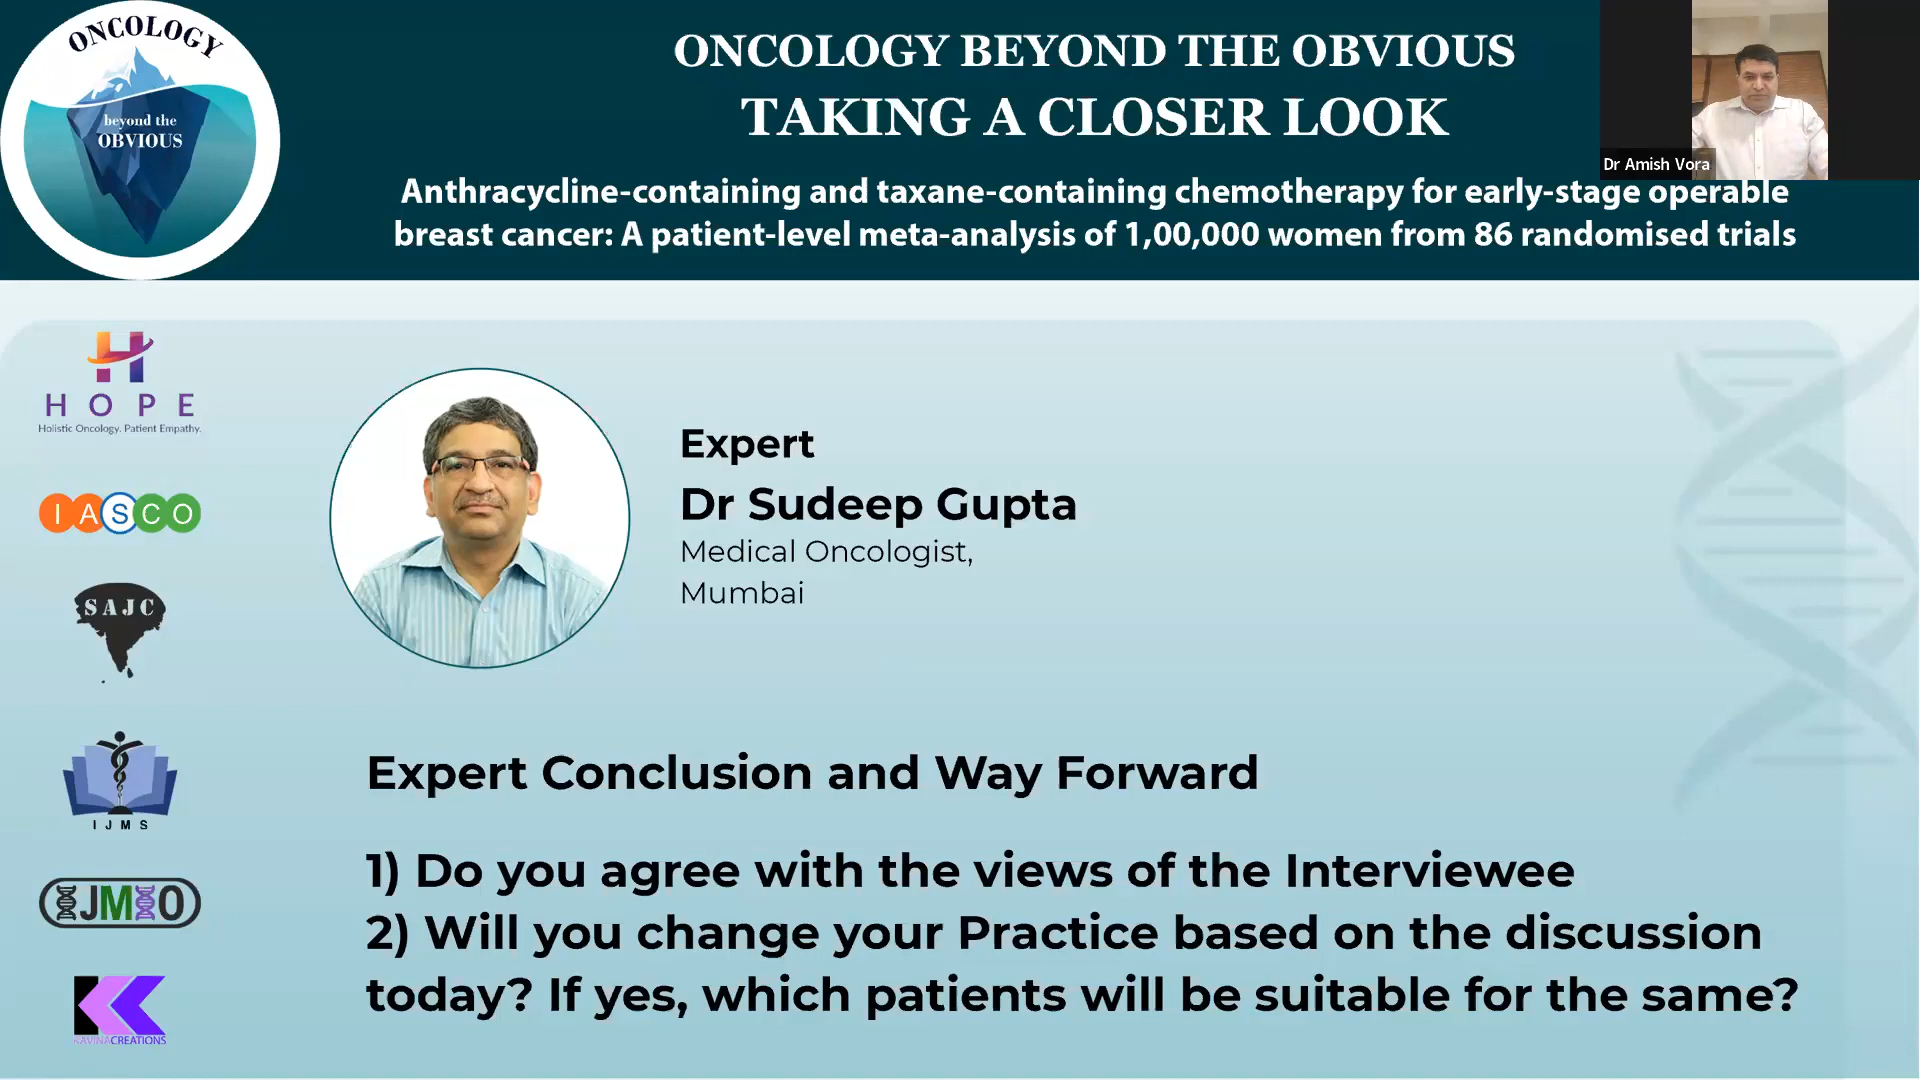 ONCOLOGY
beyond the
OBVIOUS
ONCOLOGY BEYOND THE OBVIOUS
TAKING A CLOSER LOOK
Dr Amish Vora
Anthracycline-containing and taxane-containing chemotherapy for early-stage operable
breast cancer: A patient-level meta-analysis of 1,00,000 women from 86 randomised trials
H O P E
Holistic Oncology. Patient Empathy.
IASCO
SAJC
IJMS
IJMIO
KAVINACREATIONS
Expert
Dr Sudeep Gupta
Medical Oncologist,
Mumbai
Expert Conclusion and Way Forward
1) Do you agree with the views of the Interviewee
2) Will you change your Practice based on the discussion
today? If yes, which patients will be suitable for the same?